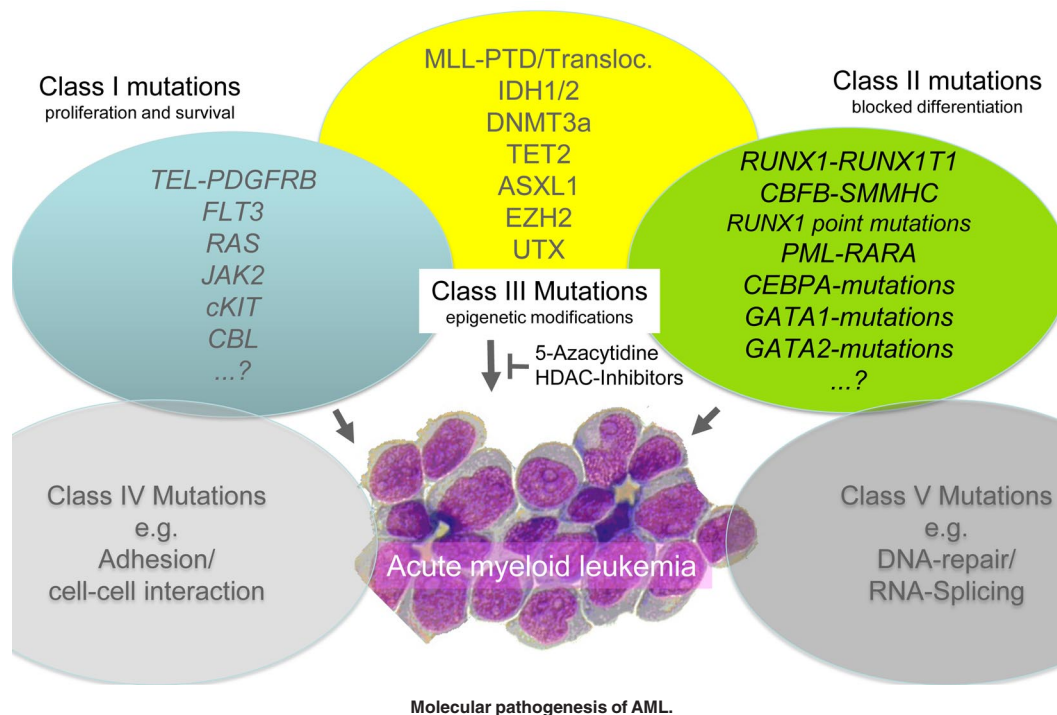 Class I mutations
proliferation and survival
TEL-PDGFRB
FLT3
RAS
JAK2
cKIT
CBL
...?
MLL-PTD/Transloc.
IDH1/2
DNMT3a
TET2
ASXL1
EZH2
UTX
Class III Mutations
epigenetic modifications
5-Azacytidine
HDAC-Inhibitors
Class II mutations
blocked differentiation
RUNX1-RUNX1T1
CBFB-SMMHC
RUNX1 point mutations
PML-RARA
CEBPA-mutations
GATA1-mutations
GATA2-mutations
...?
Class IV Mutations
e.g.
Adhesion/
cell-cell interaction
Acute myeloid leukemia
Class V Mutations
e.g.
DNA-repair/
RNA-Splicing
Molecular pathogenesis of AML.